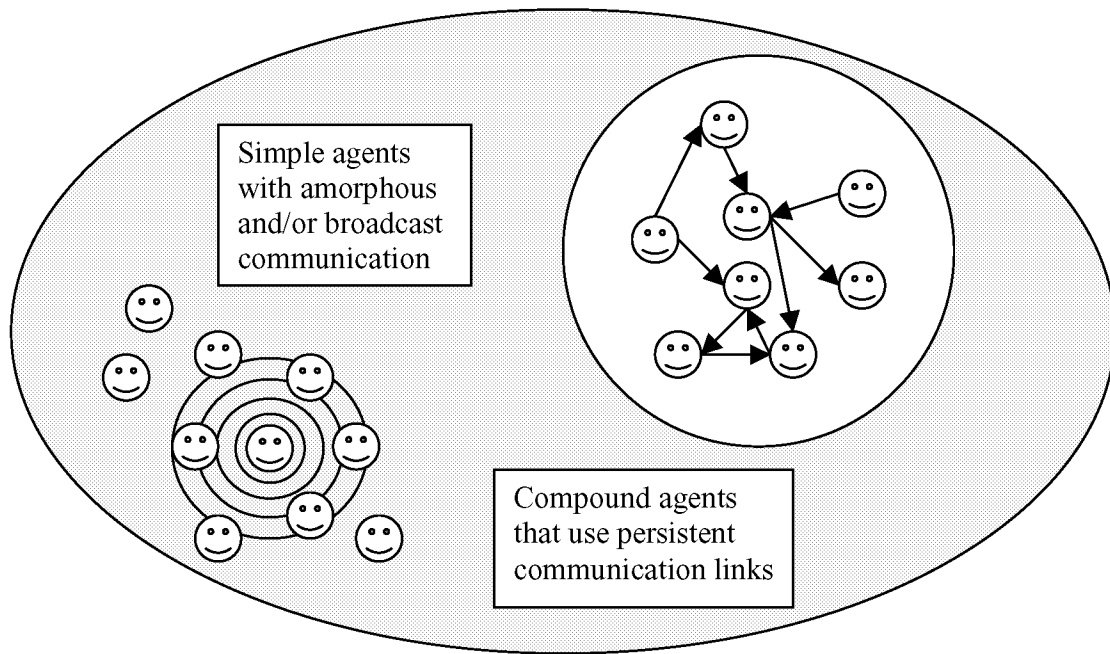 Simple agents
with amorphous
and/or broadcast
communication
Compound agents
that use persistent
communication links